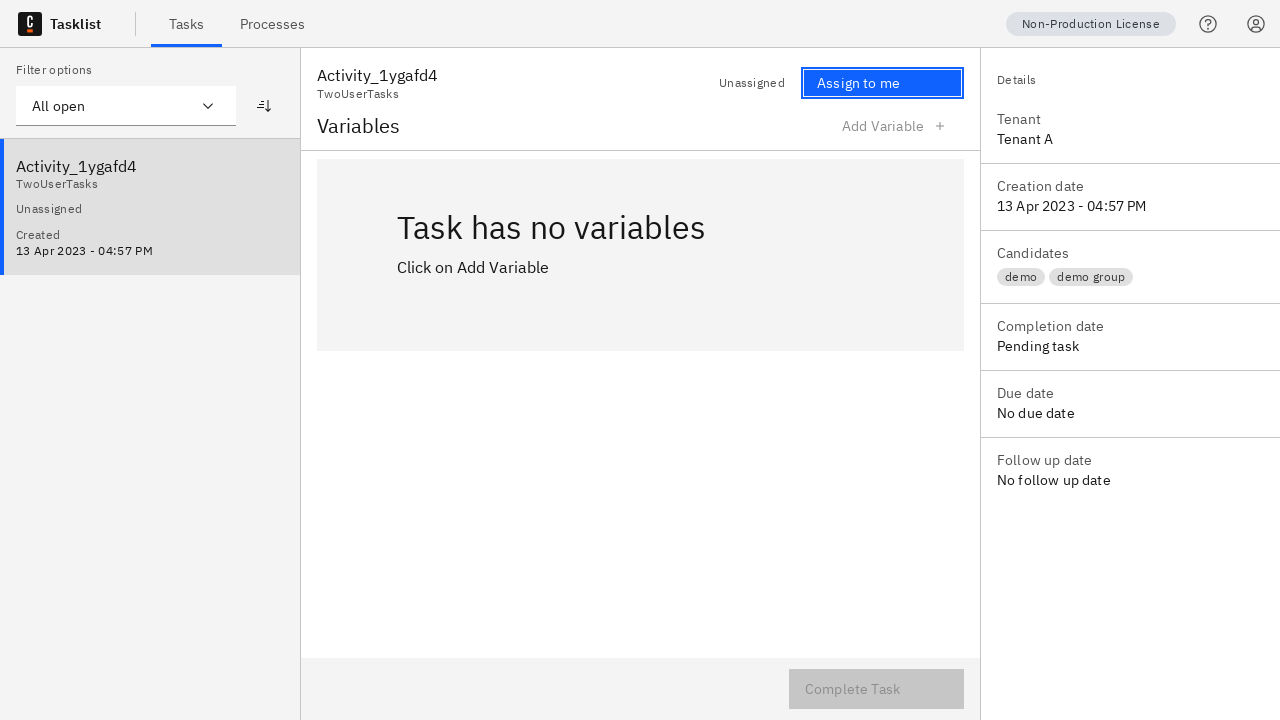 Tasklist
Tasks
Processes
Non-Production License
Filter options
All open
Activity_1ygafd4
TwoUserTasks
Unassigned
Created
13 Apr 2023 - 04:57 PM
Activity_1ygafd4
TwoUserTasks
Unassigned
Assign to me
Variables
Add Variable
Task has no variables
Click on Add Variable
Complete Task
Details
Tenant
Tenant A
Creation date
13 Apr 2023 - 04:57 PM
Candidates
demo
demo group
Completion date
Pending task
Due date
No due date
Follow up date
No follow up date